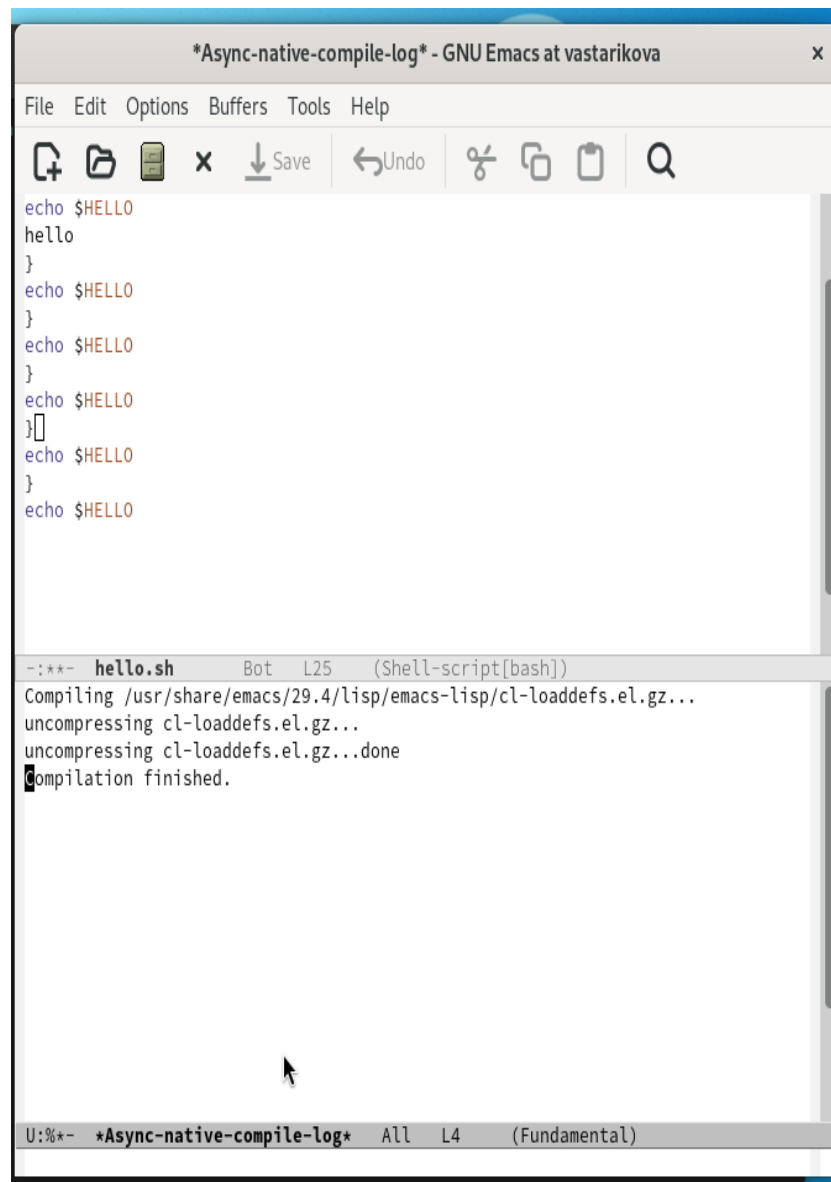 *Async-native-compile-log* - GNU Emacs at vastarikova
File Edit Options Buffers Tools Help
Save Undo
echo $HELLO
hello
}
echo $HELLO
}
echo $HELLO
}
echo $HELLO
}
echo $HELLO
}
echo $HELLO
-:**- hello.sh Bot L25 (Shell-script[bash])
Compiling /usr/share/emacs/29.4/lisp/emacs-lisp/cl-loaddefs.el.gz...
uncompressing cl-loaddefs.el.gz...
uncompressing cl-loaddefs.el.gz...done
Compilation finished.
U:%*- *Async-native-compile-log* All L4 (Fundamental)